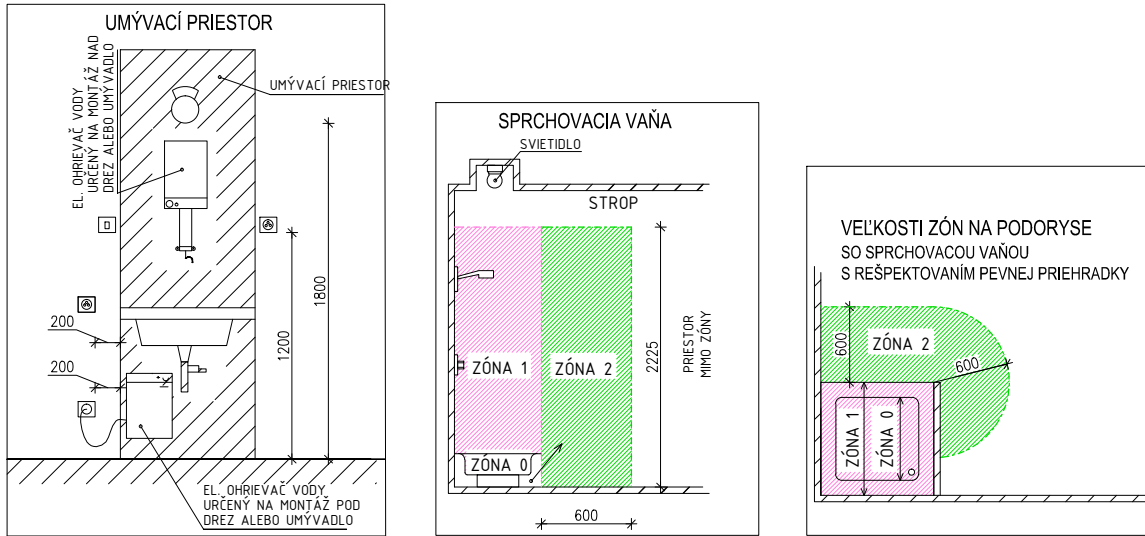 UMÝVACÍ PRIESTOR
EL. OHRIEVAČ VODY
URČENÝ NA MONTÁŽ NAD
DREZ ALEBO UMÝVADLO
UMÝVACÍ PRIESTOR
200
200
1200
1800
EL. OHRIEVAČ VODY
URČENÝ NA MONTÁŽ POD
DREZ ALEBO UMÝVADLO
SPRCHOVACIA VAŇA
SVIETIDLO
STROP
ZÓNA 1
ZÓNA 2
ZÓNA 0
2225
PRIESTOR
MIMO ZÓNY
600
VEĽKOSTI ZÓN NA PODORYSE
SO SPRCHOVACOU VAŇOU
S REŠPEKTOVANÍM PEVNEJ PRIEHRADKY
600
ZÓNA 2
600
ZÓNA 1
ZÓNA 0